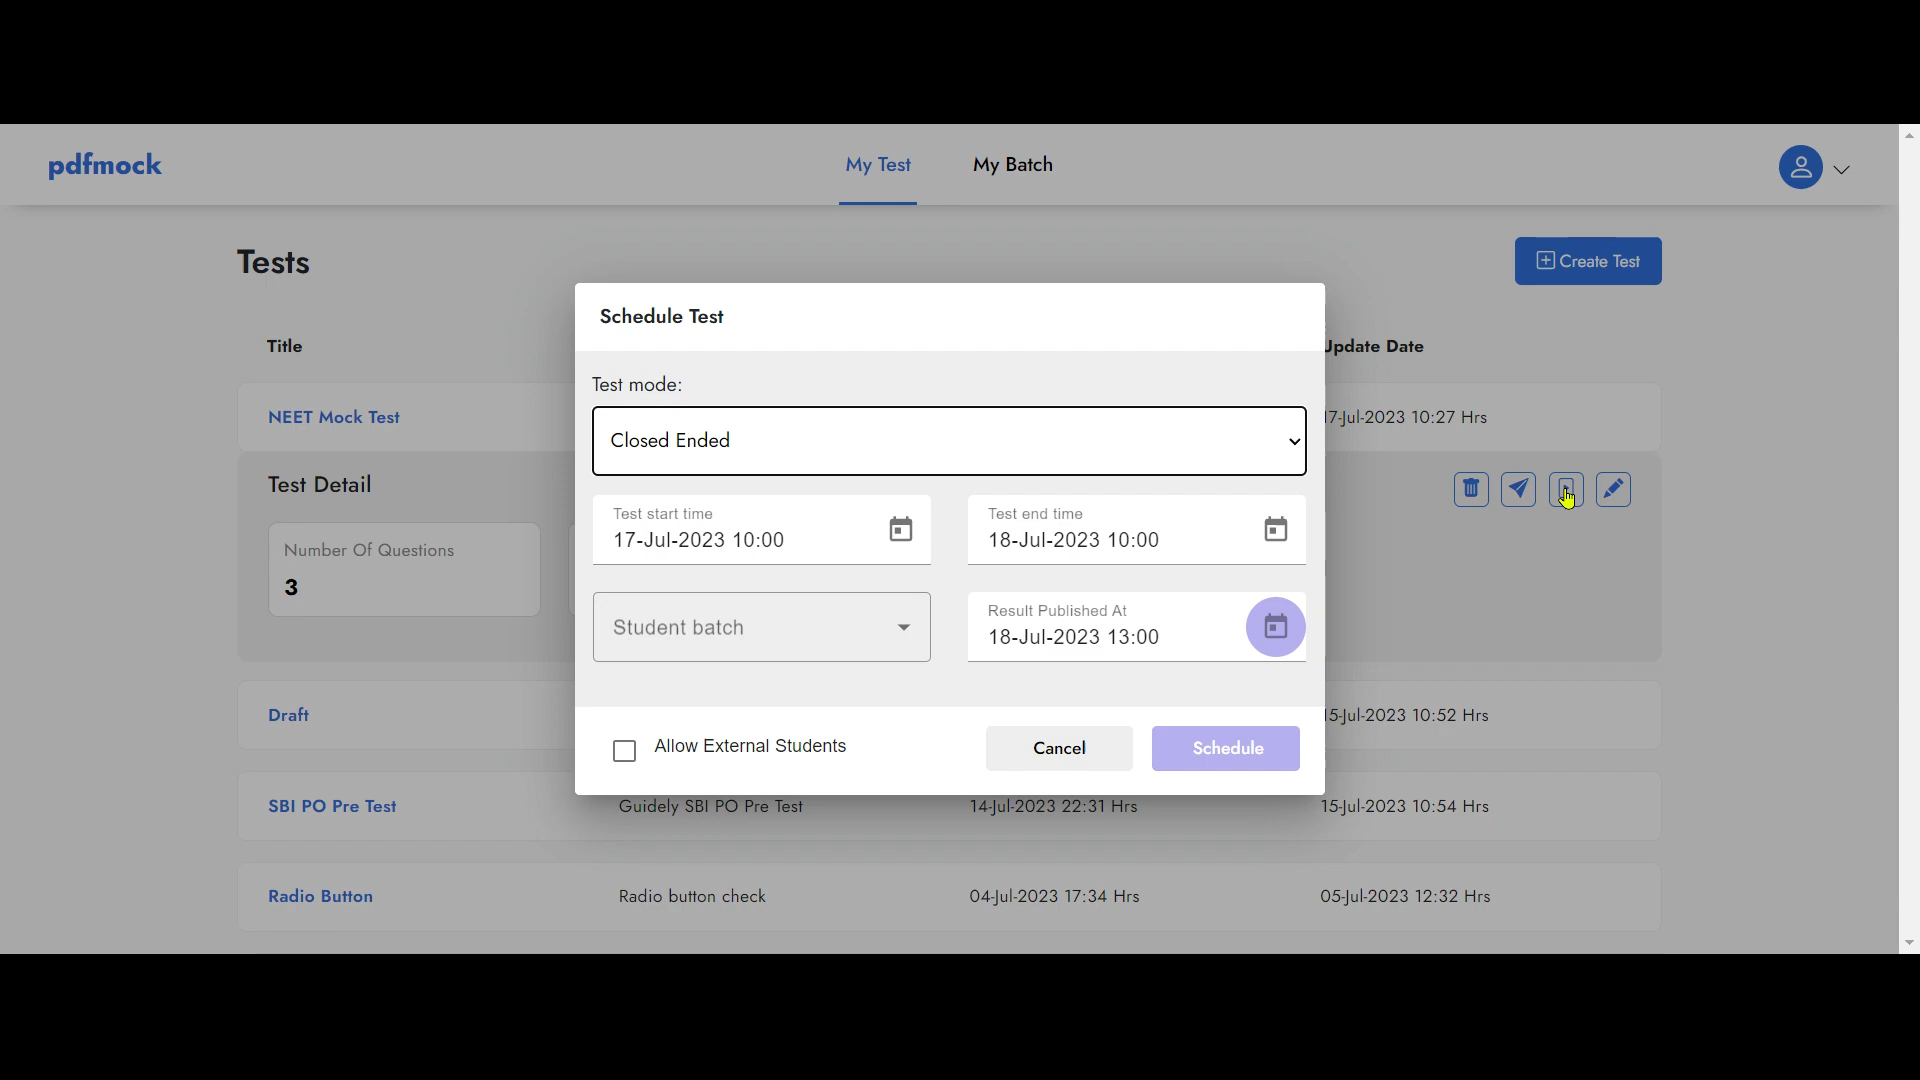 pdfmock
My Test
My Batch
Tests
Create Test
Schedule Test
Title
Update Date
Test mode:
NEET Mock Test
17-Jul-2023 10:27 Hrs
Closed Ended
Test Detail
Test start time
17-Jul-2023 10:00
Test end time
18-Jul-2023 10:00
Number Of Questions
3
Student batch
Result Published At
18-Jul-2023 13:00
Draft
15-Jul-2023 10:52 Hrs
Allow External Students
Cancel
Schedule
SBI PO Pre Test
Guidely SBI PO Pre Test
14-Jul-2023 22:31 Hrs
15-Jul-2023 10:54 Hrs
Radio Button
Radio button check
04-Jul-2023 17:34 Hrs
05-Jul-2023 12:32 Hrs